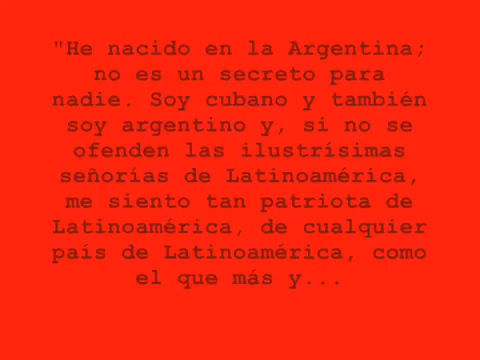 "He nacido en la Argentina;
no es un secreto para
nadie. Soy cubano y también
soy argentino y, si no se
ofenden las ilustrísimas
señorías de Latinoamérica,
me siento tan patriota de
Latinoamérica, de cualquier
país de Latinoamérica, como
el que más y...